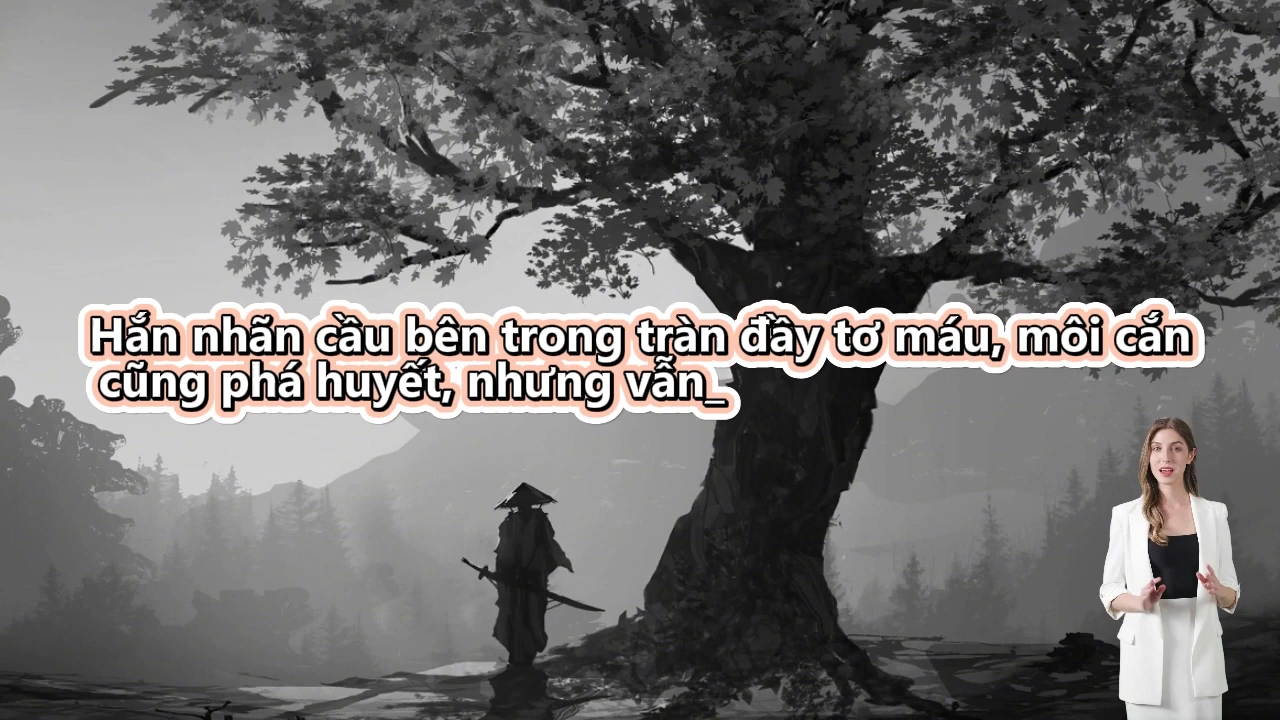 Hắn nhãn cầu bên trong tràn đầy tơ máu, môi cắn
cũng phá huyết, nhưng vẫn_